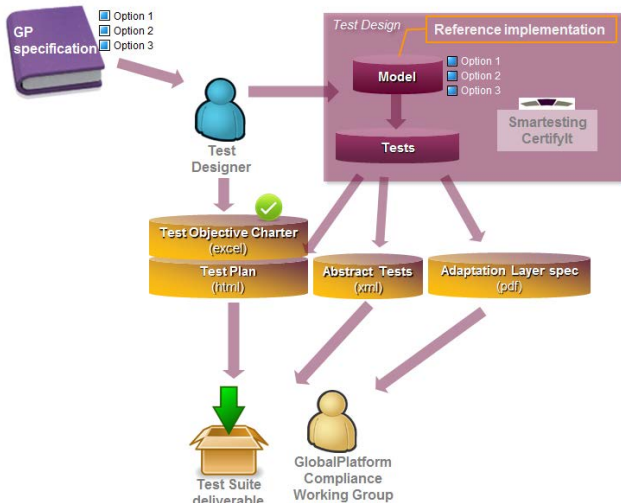 GP
specification
Option 1
Option 2
Option 3
Test Design
Reference implementation
Model
Option 1
Option 2
Option 3
Smartesting
CertifyIt
Tests
Test
Designer
Test Objective Charter
(excel)
Test Plan
(html)
Abstract Tests
(xml)
Adaptation Layer spec
(pdf)
Test Suite
deliverable
GlobalPlatform
Compliance
Working Group